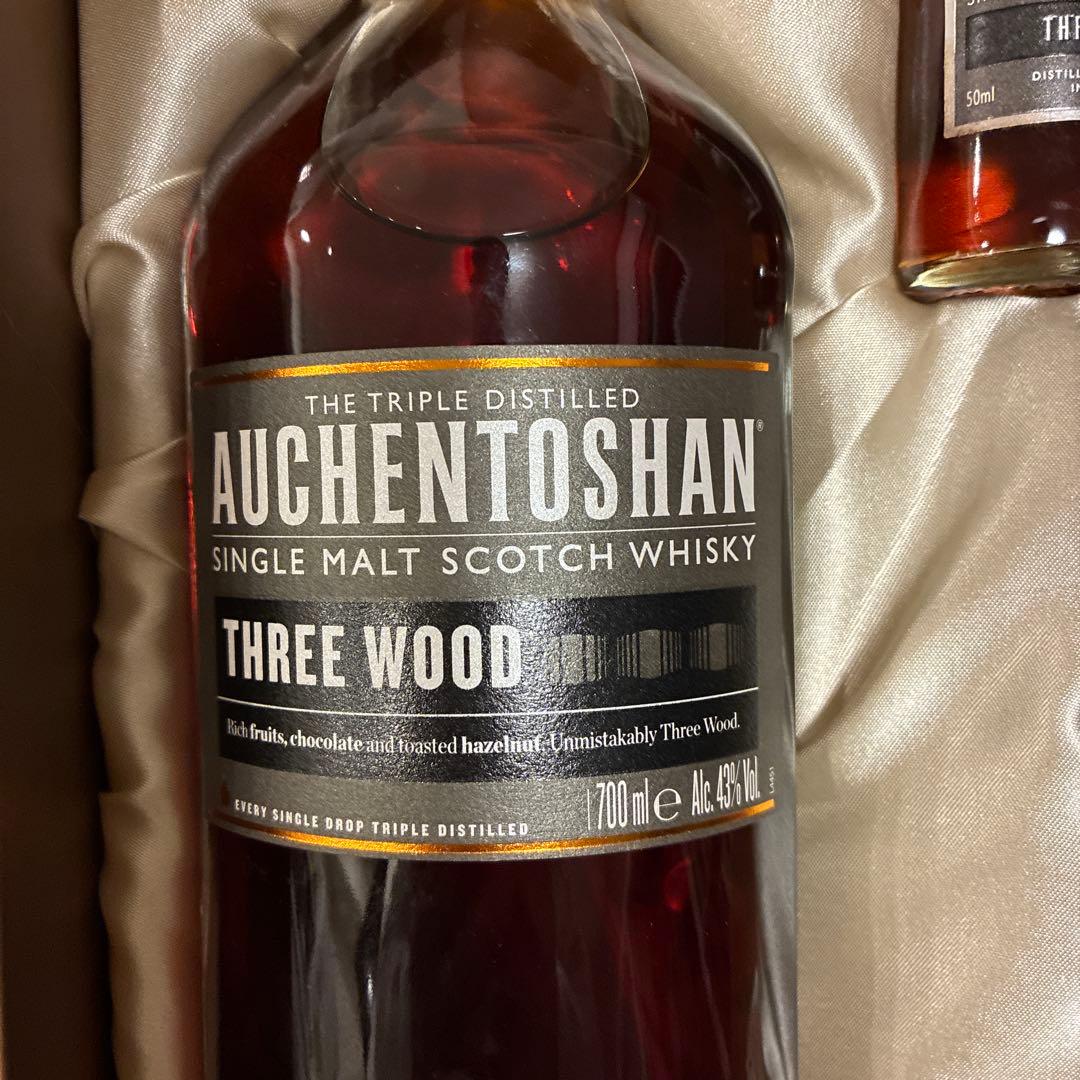 THE TRIPLE DISTILLED
AUCHENTOSHAN®
SINGLE MALT SCOTCH WHISKY
THREE WOOD
Rich fruits, chocolate and toasted hazelnut. Unmistakably Three Wood.
EVERY SINGLE DROP TRIPLE DISTILLED
700 ml e Alc. 43% Vol.
L4451
50ml